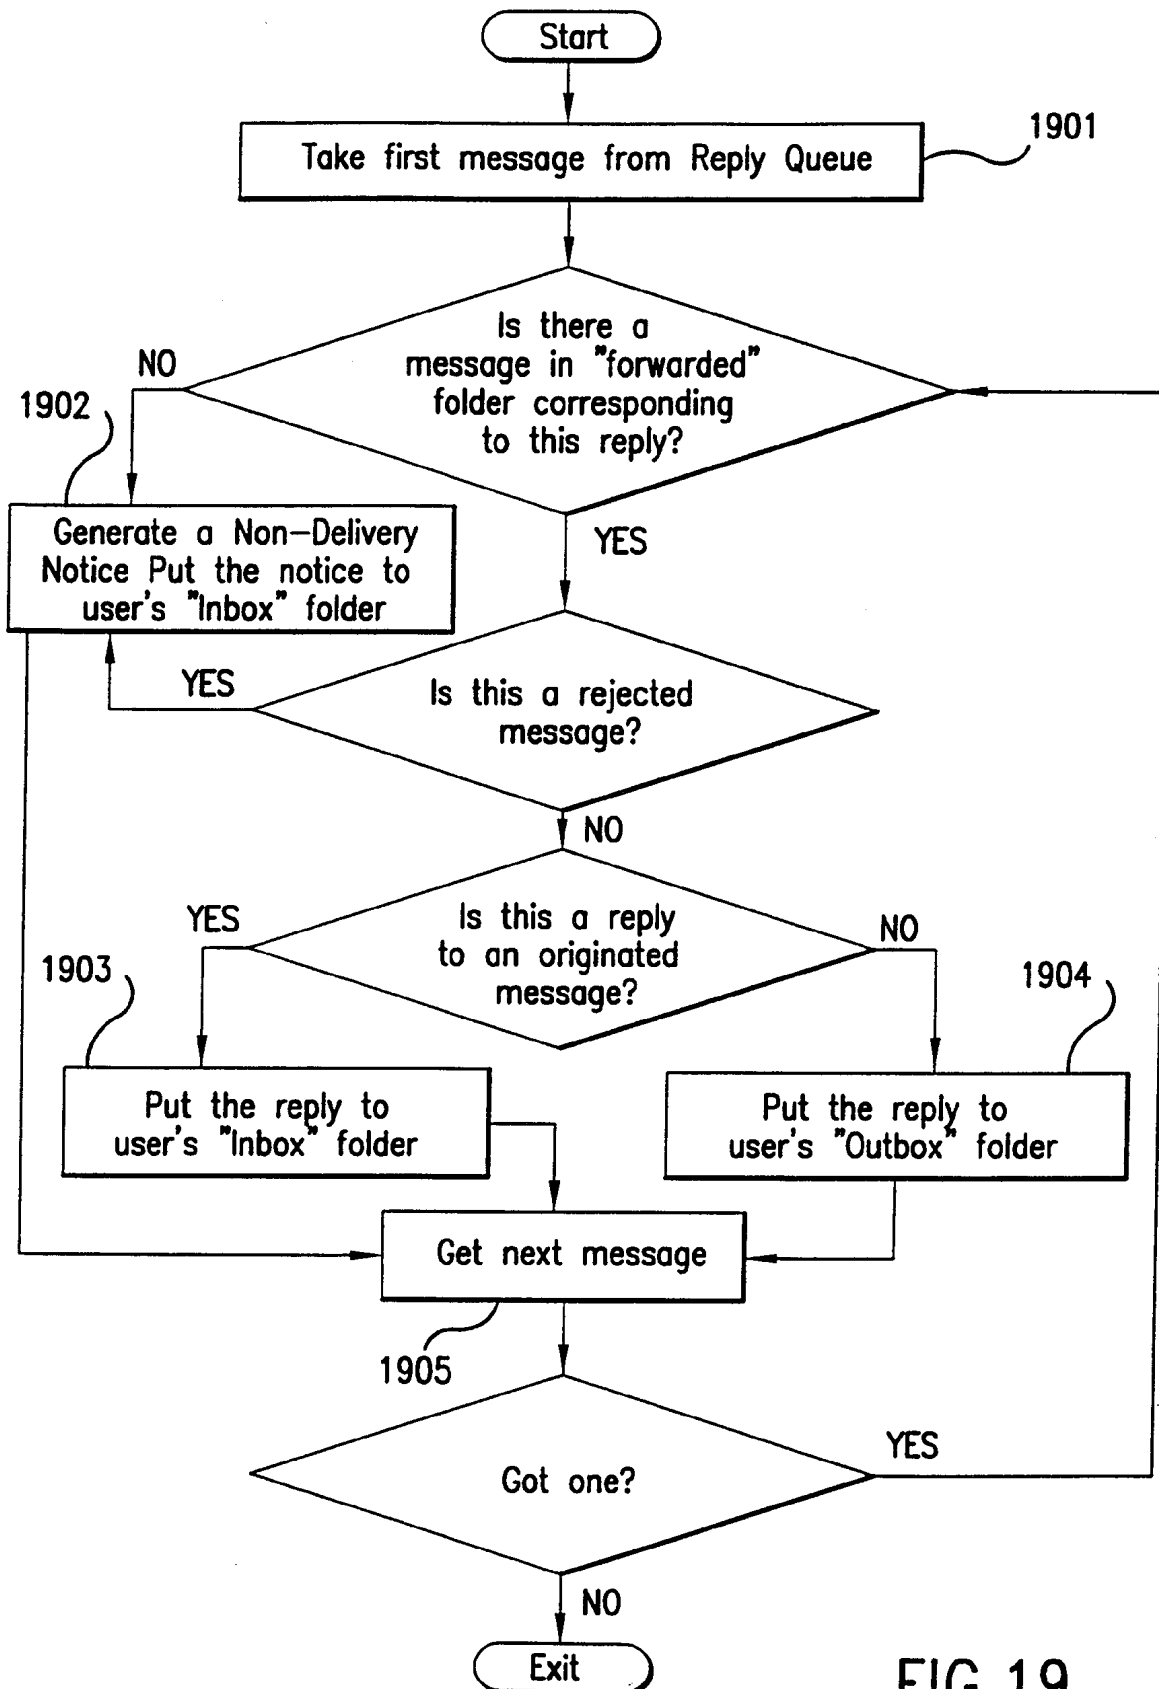 Start
Take first message from Reply Queue
1901
Is there a
message in "forwarded"
folder corresponding
to this reply?
NO
1902
YES
Generate a Non-Delivery
Notice Put the notice to
user's "Inbox" folder
YES
Is this a rejected
message?
NO
Is this a reply
to an originated
message?
YES
NO
1903
1904
Put the reply to
user's "Inbox" folder
Put the reply to
user's "Outbox" folder
Get next message
1905
Got one?
YES
NO
Exit
FIG. 19